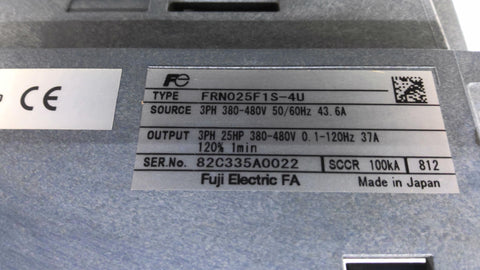 Fe
TYPE FRN025F1S-4U
SOURCE 3PH 380-480V 50/60Hz 43.6A
OUTPUT 3PH 25HP 380-480V 0.1-120Hz 37A
120% 1min
SER.No. 82C335A0022 SCCR 100kA 812
Fuji Electric FA Made in Japan
CE